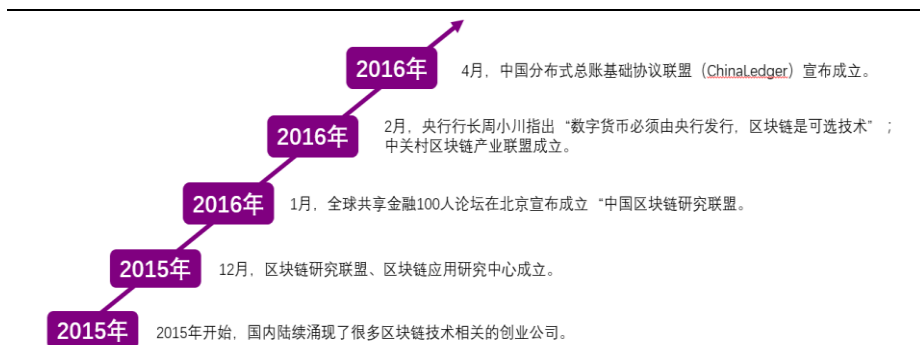 2016年
4月，中国分布式总账基础协议联盟（ChinaLedger）宣布成立。
2016年
2月，央行行长周小川指出“数字货币必须由央行发行，区块链是可选技术”；
中关村区块链产业联盟成立。
2016年
1月，全球共享金融100人论坛在北京宣布成立“中国区块链研究联盟。
2015年
12月，区块链研究联盟、区块链应用研究中心成立。
2015年
2015年开始，国内陆续涌现了很多区块链技术相关的创业公司。